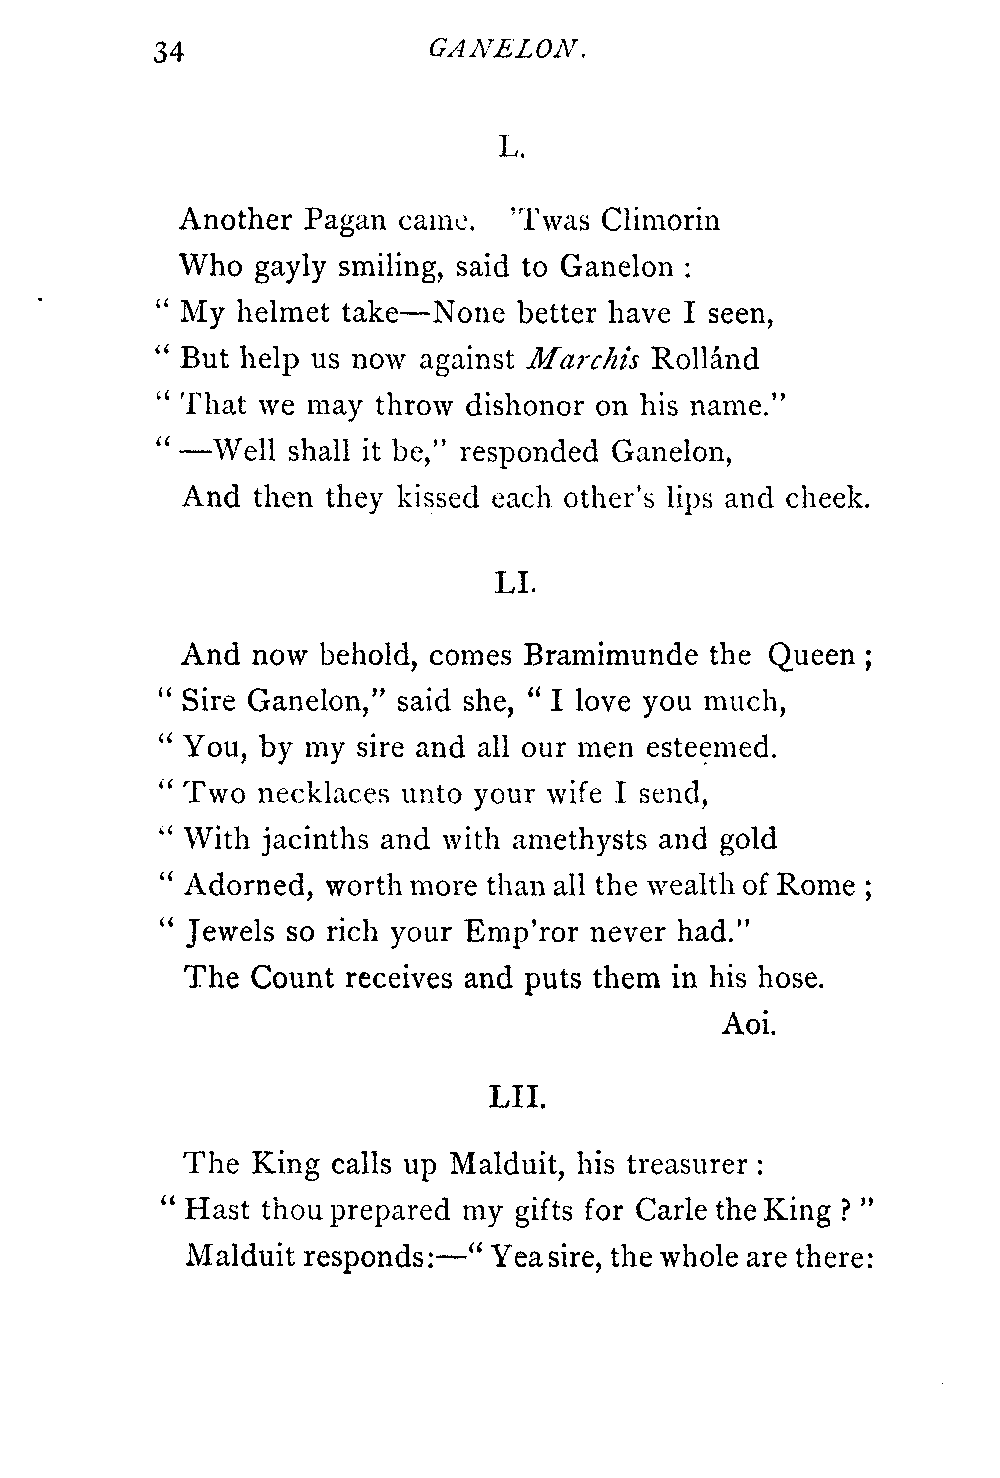 34 GANELON.
L.
Another Pagan came. 'Twas Climorin
Who gayly smiling, said to Ganelon :
" My helmet take—None better have I seen,
" But help us now against Marchis Rollánd
" That we may throw dishonor on his name."
" —Well shall it be," responded Ganelon,
And then they kissed each other's lips and cheek.
LI.
And now behold, comes Bramimunde the Queen ;
" Sire Ganelon," said she, " I love you much,
" You, by my sire and all our men esteemed.
" Two necklaces unto your wife I send,
" With jacinths and with amethysts and gold
" Adorned, worth more than all the wealth of Rome ;
" Jewels so rich your Emp'ror never had."
The Count receives and puts them in his hose.
Aoi.
LII.
The King calls up Malduit, his treasurer :
" Hast thou prepared my gifts for Carle the King ? "
Malduit responds:—" Yea sire, the whole are there: